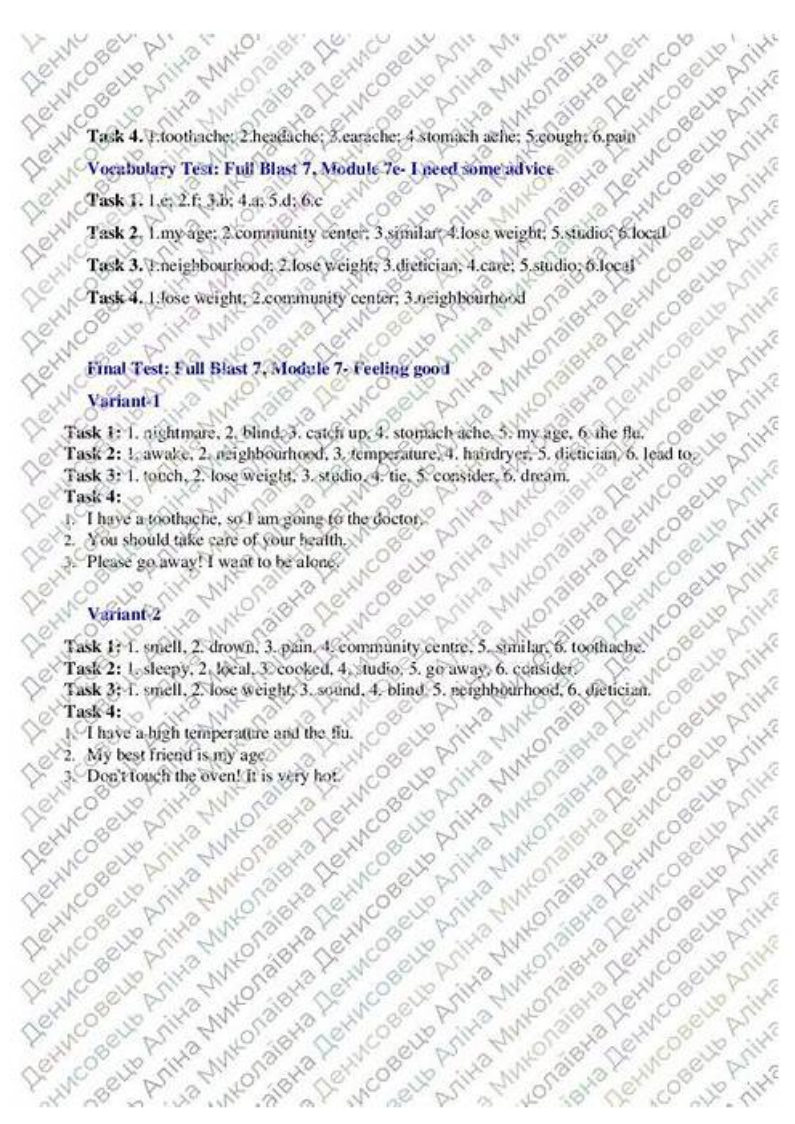 Task 4. 1.toothache; 2.headache; 3.earache; 4.stomach ache; 5.cough; 6.pain
Vocabulary Test: Full Blast 7, Module 7e- I need some advice
Task 1. 1.e; 2.f; 3.b; 4.a; 5.d; 6.c
Task 2. 1.my age; 2.community center; 3.similar; 4.lose weight; 5.studio; 6.local
Task 3. 1.neighbourhood; 2.lose weight; 3.dietician; 4.care; 5.studio; 6.local
Task 4. 1.lose weight; 2.community center; 3.neighbourhood
Final Test: Full Blast 7, Module 7- Feeling good
Variant-1
Task 1: 1. nightmare, 2. blind, 3. catch up, 4. stomach ache, 5. my age, 6. the flu.
Task 2: 1. awake, 2. neighbourhood, 3. temperature, 4. hairdryer, 5. dietician, 6. lead to.
Task 3: 1. touch, 2. lose weight, 3. studio, 4. tie, 5. consider, 6. dream.
Task 4:
1. I have a toothache, so I am going to the doctor.
2. You should take care of your health.
3. Please go away! I want to be alone.
Variant-2
Task 1: 1. smell, 2. drown, 3. pain, 4. community centre, 5. similar, 6. toothache.
Task 2: 1. sleepy, 2. local, 3. cooked, 4. studio, 5. go away, 6. consider.
Task 3: 1. smell, 2. lose weight, 3. sound, 4. blind, 5. neighbourhood, 6. dietician.
Task 4:
1. I have a high temperature and the flu.
2. My best friend is my age.
3. Don't touch the oven! It is very hot.
Денисовець Аліна Миколаївна